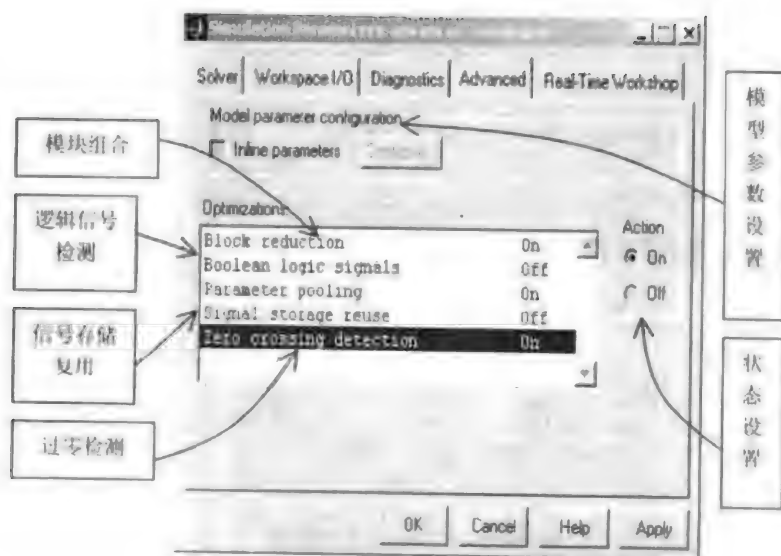 Solver Workspace I/O Diagnostics Advanced Real-Time Workshop
Model parameter configuration
Inline parameters
Optimizations
Block reduction On
Boolean logic signals Off
Parameter pooling On
Signal storage reuse Off
Zero crossing detection On
Action
On
Off
OK Cancel Help Apply
模块组合
逻辑信号
检测
信号存储
复用
过零检测
模
型
参
数
设
置
状
态
设
置